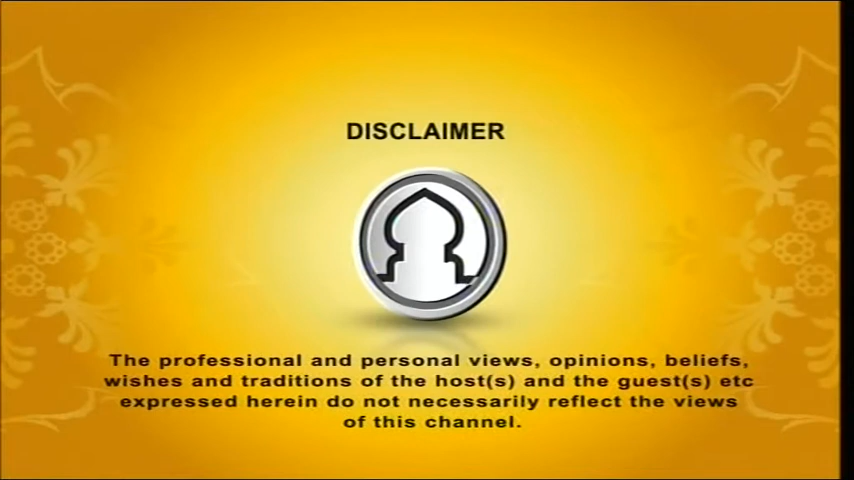 DISCLAIMER
The professional and personal views, opinions, beliefs,
wishes and traditions of the host(s) and the guest(s) etc
expressed herein do not necessarily reflect the views
of this channel.